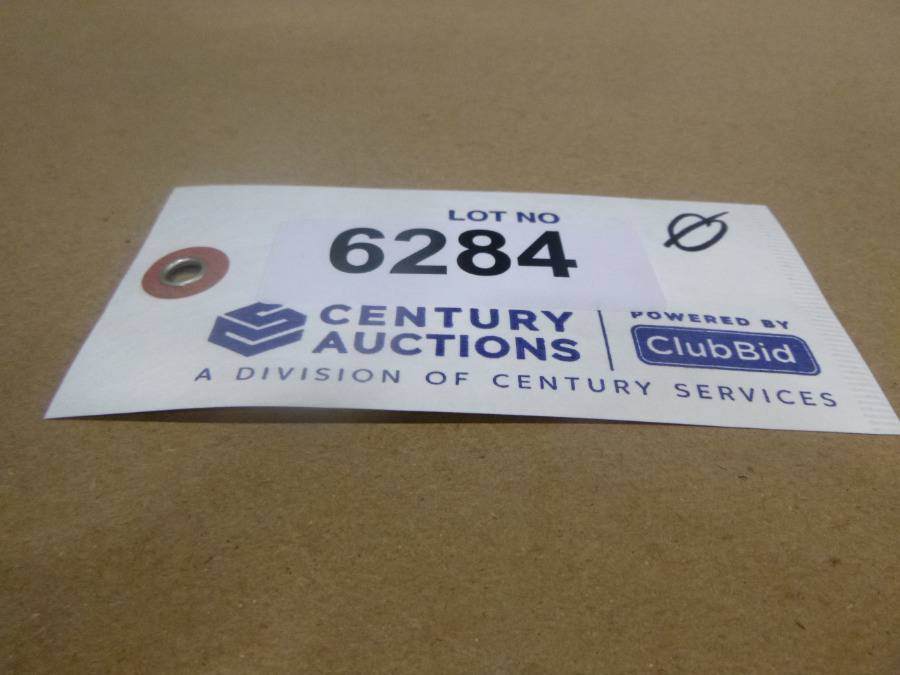 LOT NO
6284
Ø
CENTURY
AUCTIONS
A DIVISION OF CENTURY SERVICES
POWERED BY
ClubBid